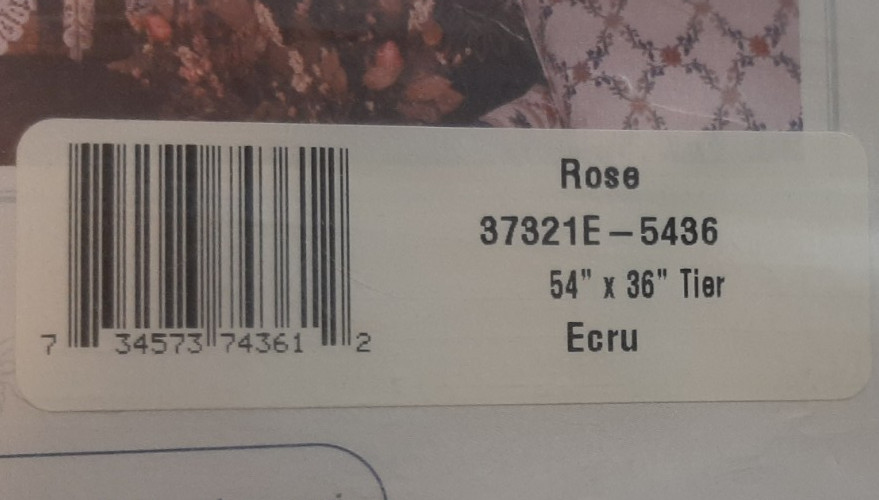 Rose
37321E-5436
54" x 36" Tier
Ecru
7 34573 74361 2